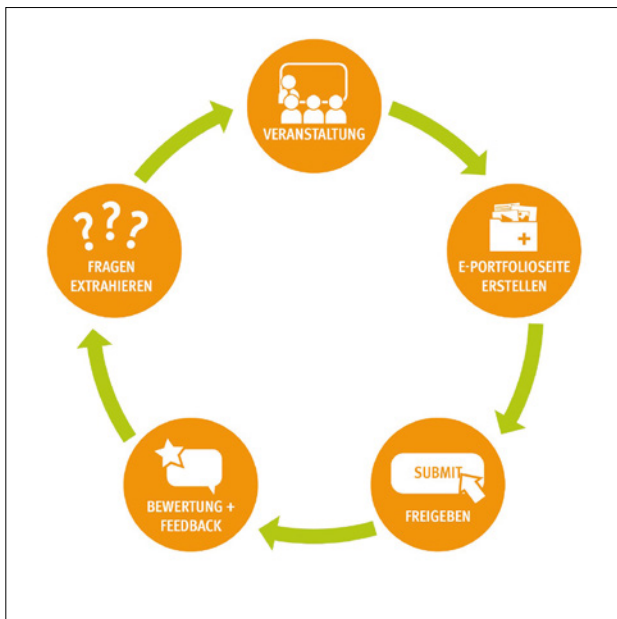 VERANSTALTUNG
E-PORTFOLIOSEITE
ERSTELLEN
SUBMIT
FREIGEBEN
BEWERTUNG +
FEEDBACK
???
FRAGEN
EXTRAHIEREN